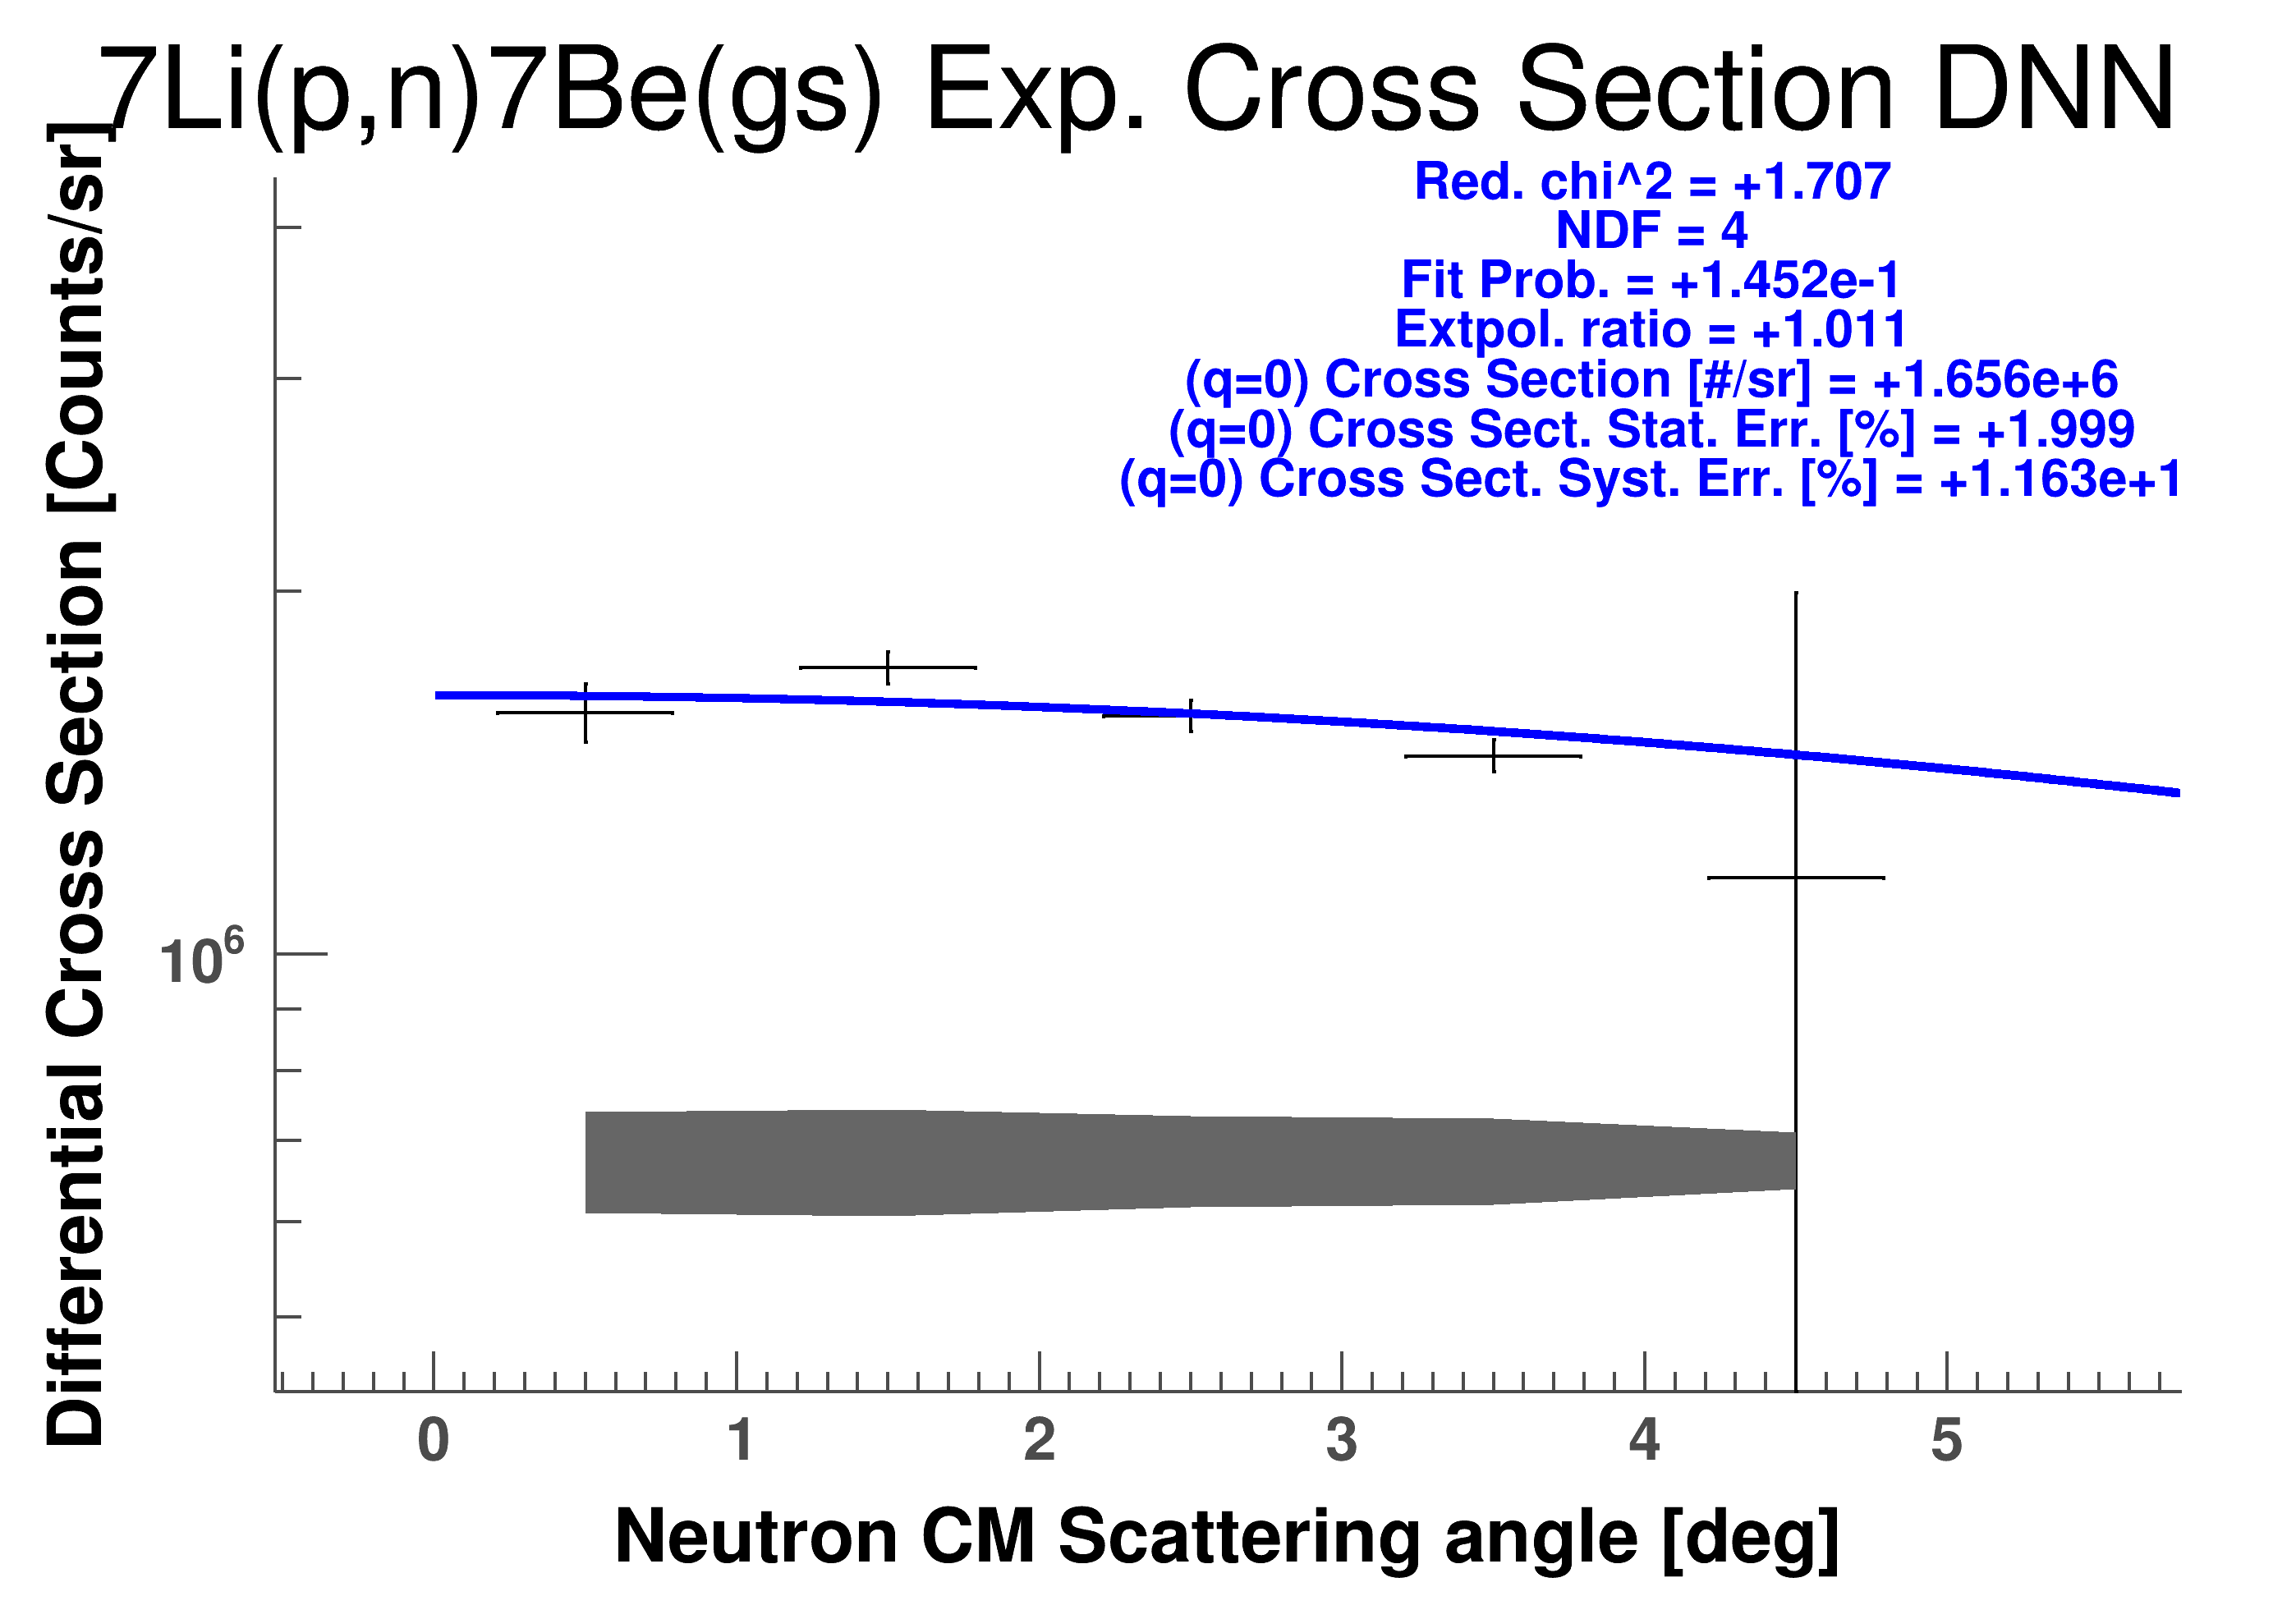 7Li(p,n)7Be(gs) Exp. Cross Section DNN
Red. chi^2 = +1.707
NDF = 4
Fit Prob. = +1.452e-1
Extpol. ratio = +1.011
(q=0) Cross Section [#/sr] = +1.656e+6
(q=0) Cross Sect. Stat. Err. [%] = +1.999
(q=0) Cross Sect. Syst. Err. [%] = +1.163e+1
Differential Cross Section [Counts/sr]
10⁶
0 1 2 3 4 5
Neutron CM Scattering angle [deg]